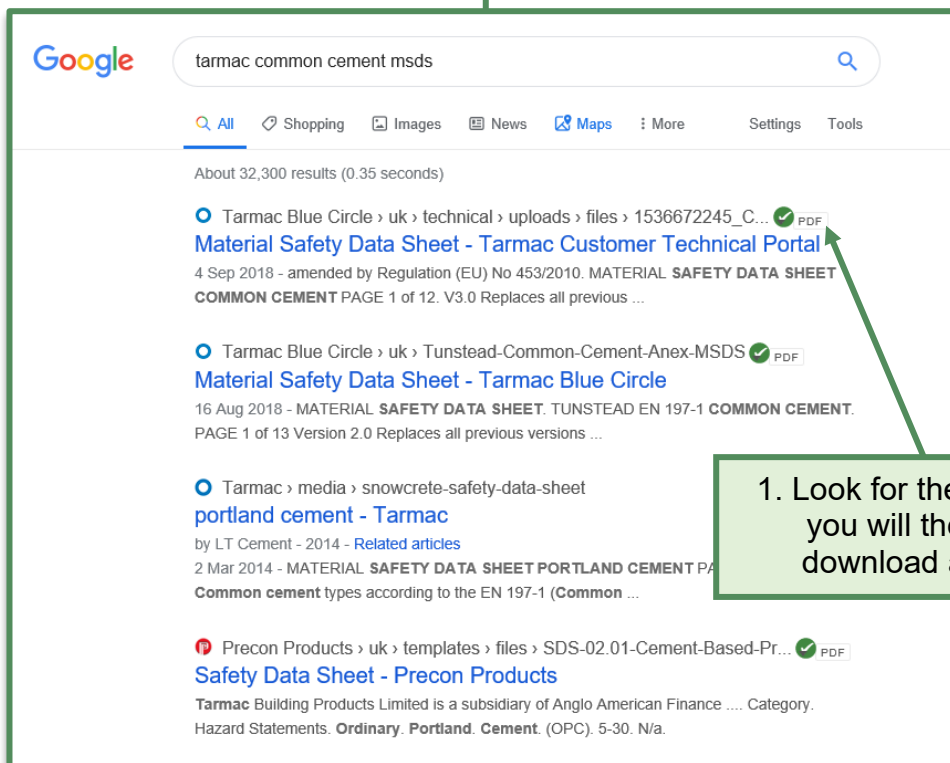 Google
tarmac common cement msds
All Shopping Images News Maps More Settings Tools
About 32,300 results (0.35 seconds)
Tarmac Blue Circle › uk › technical › uploads › files › 1536672245_C... PDF
Material Safety Data Sheet - Tarmac Customer Technical Portal
4 Sep 2018 - amended by Regulation (EU) No 453/2010. MATERIAL SAFETY DATA SHEET
COMMON CEMENT PAGE 1 of 12. V3.0 Replaces all previous ...
Tarmac Blue Circle › uk › Tunstead-Common-Cement-Anex-MSDS PDF
Material Safety Data Sheet - Tarmac Blue Circle
16 Aug 2018 - MATERIAL SAFETY DATA SHEET. TUNSTEAD EN 197-1 COMMON CEMENT.
PAGE 1 of 13 Version 2.0 Replaces all previous versions ...
Tarmac › media › snowcrete-safety-data-sheet
portland cement - Tarmac
by LT Cement - 2014 - Related articles
2 Mar 2014 - MATERIAL SAFETY DATA SHEET PORTLAND CEMENT
Common cement types according to the EN 197-1 (Common ...
1. Look for the
you will
download
Precon Products › uk › templates › files › SDS-02.01-Cement-Based-Pr... PDF
Safety Data Sheet - Precon Products
Tarmac Building Products Limited is a subsidiary of Anglo American Finance .... Category.
Hazard Statements. Ordinary. Portland. Cement. (OPC). 5-30. N/a.